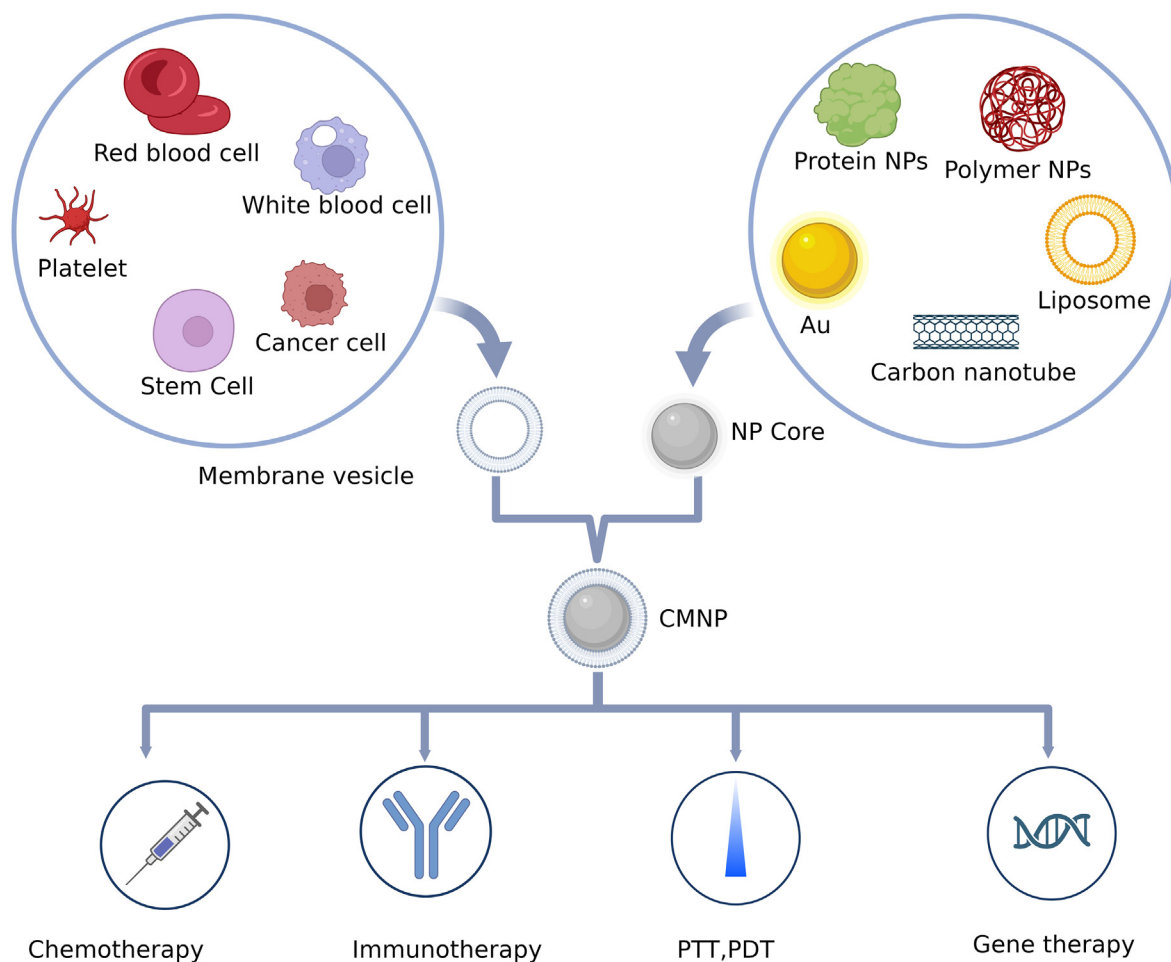 Red blood cell
White blood cell
Platelet
Cancer cell
Stem Cell
Protein NPs
Polymer NPs
Au
Liposome
Carbon nanotube
Membrane vesicle
NP Core
CMNP
Chemotherapy
Immunotherapy
PTT,PDT
Gene therapy